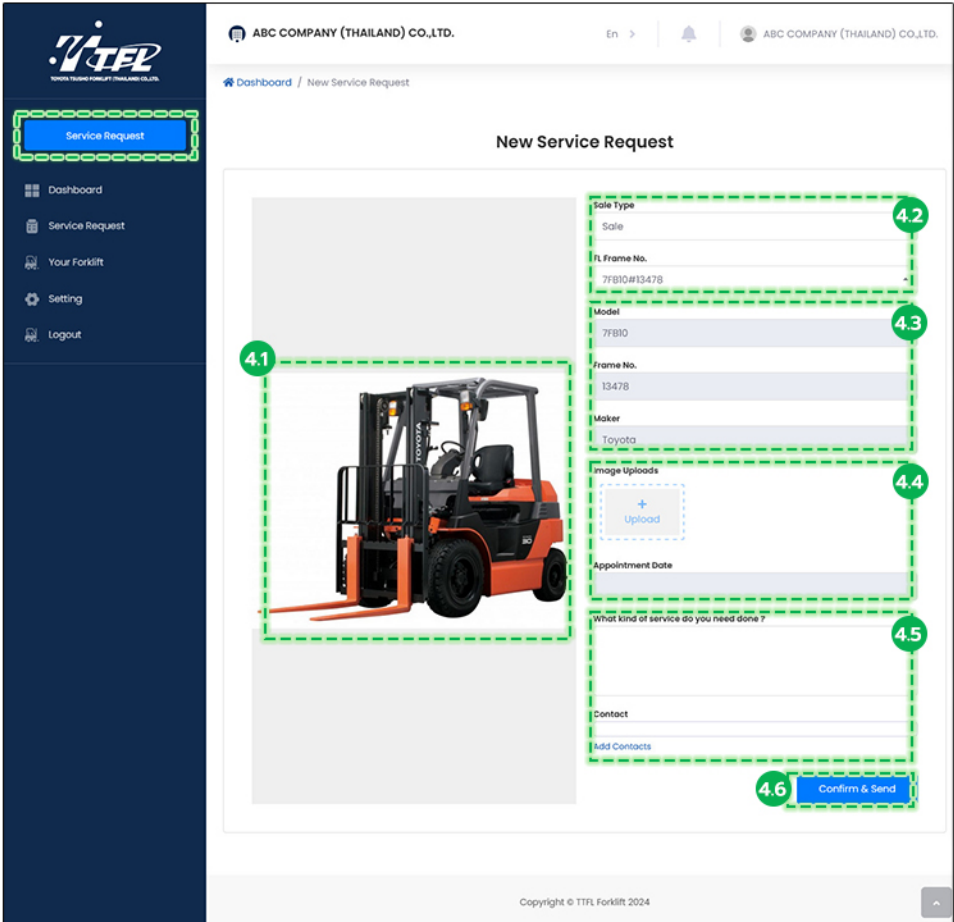 TTFL
TOYOTA TSUSHO FORKLIFT (THAILAND) CO.,LTD.
ABC COMPANY (THAILAND) CO.,LTD.
En >
ABC COMPANY (THAILAND) CO.,LTD.
Service Request
Dashboard
Service Request
Your Forklift
Setting
Logout
Dashboard / New Service Request
New Service Request
4.1
TOYOTA
30
4.2
Sale Type
Sale
FL Frame No.
7FB10#13478
4.3
Model
7FB10
Frame No.
13478
Maker
Toyota
4.4
Image Uploads
+
Upload
Appointment Date
4.5
What kind of service do you need done ?
Contact
Add Contacts
4.6
Confirm & Send
Copyright © TTFL Forklift 2024